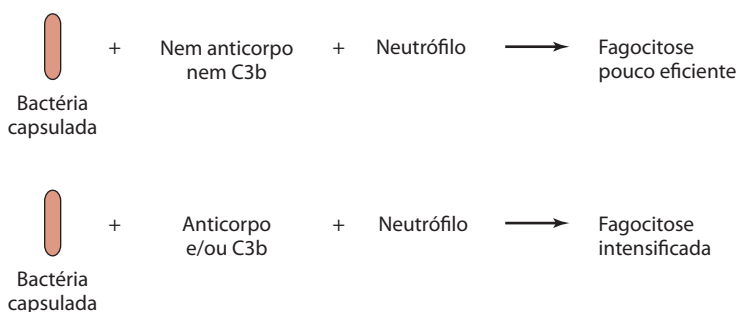 + Nem anticorpo + Neutrófilo Fagocitose
nem C3b pouco eficiente
Bactéria
capsulada
+ Anticorpo + Neutrófilo Fagocitose
e/ou C3b intensificada
Bactéria
capsulada